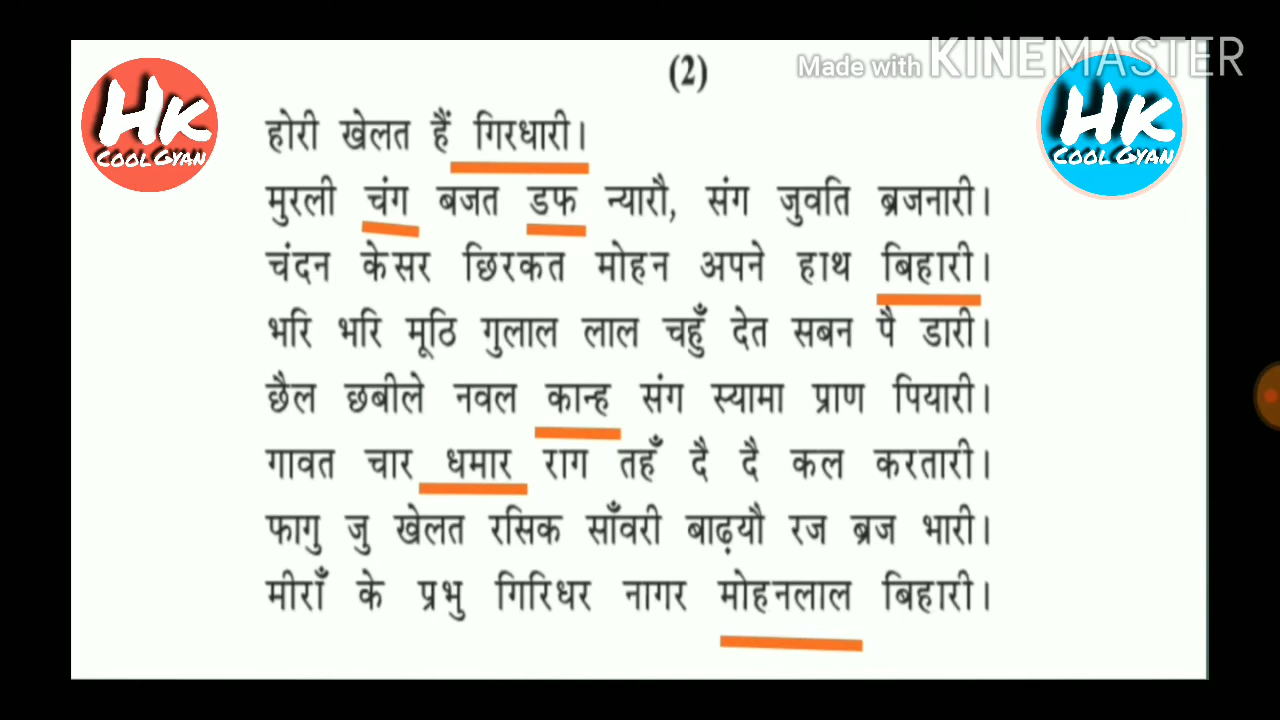 Made with KINEMASTER
(2)
Hk
COOL GYAN
Hk
COOL GYAN
होरी खेलत हैं गिरधारी।
मुरली चंग बजत डफ न्यारौ, संग जुवति ब्रजनारी।
चंदन केसर छिरकत मोहन अपने हाथ बिहारी।
भरि भरि मूठि गुलाल लाल चहुँ देत सबन पै डारी।
छैल छबीले नवल कान्ह संग स्यामा प्राण पियारी।
गावत चार धमार राग तहँ दै दै कल करतारी।
फागु जु खेलत रसिक साँवरी बाढ़यौ रज ब्रज भारी।
मीराँ के प्रभु गिरिधर नागर मोहनलाल बिहारी।